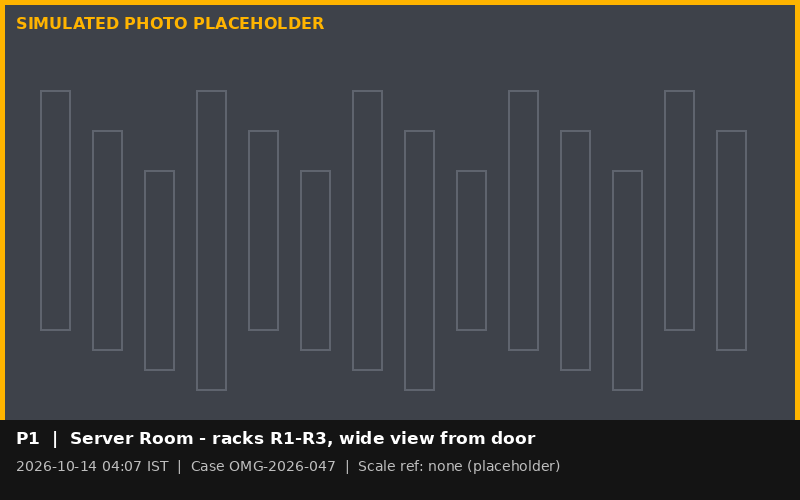 SIMULATED PHOTO PLACEHOLDER
P1 | Server Room - racks R1-R3, wide view from door
2026-10-14 04:07 IST | Case OMG-2026-047 | Scale ref: none (placeholder)